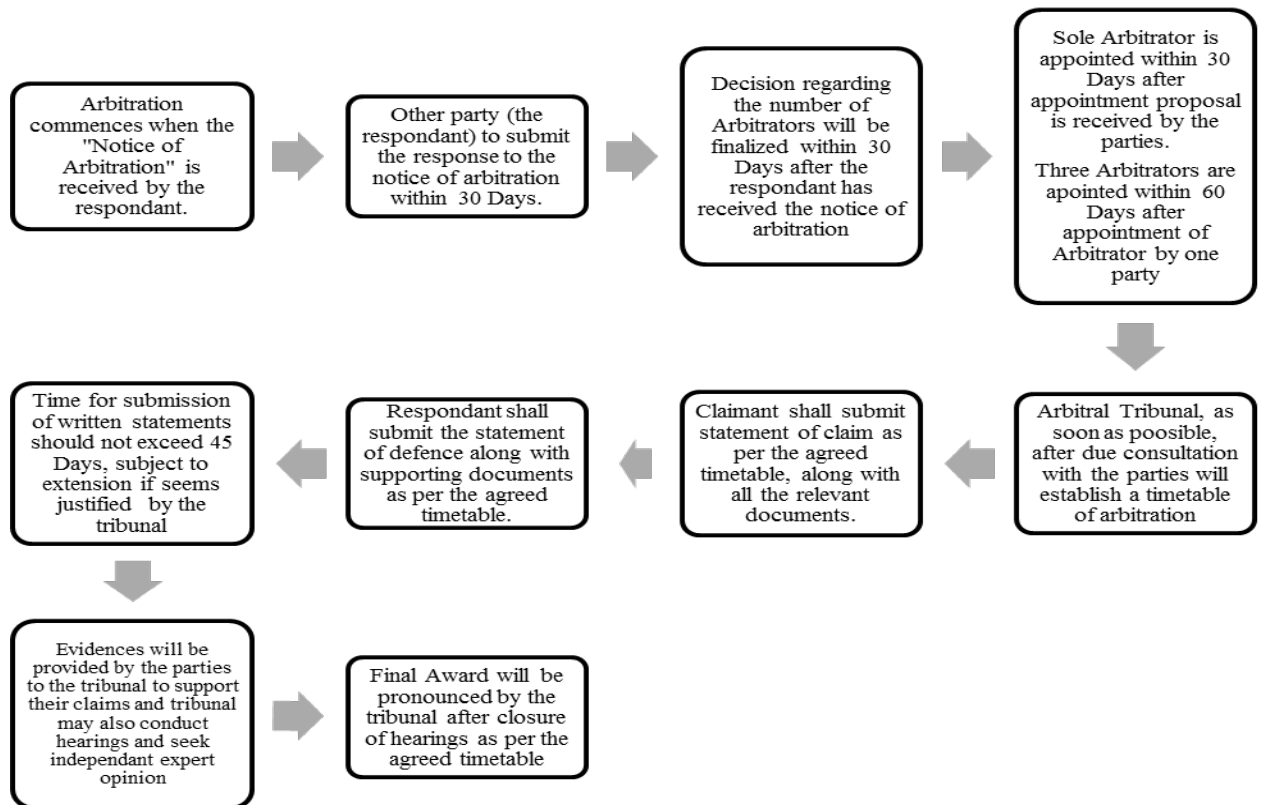 Arbitration
commences when the
"Notice of
Arbitration" is
received by the
respondant.
Other party (the
respondant) to submit
the response to the
notice of arbitration
within 30 Days.
Decision regarding
the number of
Arbitrators will be
finalized within 30
Days after the
respondant has
received the notice of
arbitration
Sole Arbitrator is
appointed within 30
Days after
appointment proposal
is received by the
parties.
Three Arbitrators are
apointed within 60
Days after
appointment of
Arbitrator by one
party
Arbitral Tribunal, as
soon as poosible,
after due consultation
with the parties will
establish a timetable
of arbitration
Claimant shall submit
statement of claim as
per the agreed
timetable, along with
all the relevant
documents.
Respondant shall
submit the statement
of defence along with
supporting documents
as per the agreed
timetable.
Time for submission
of written statements
should not exceed 45
Days, subject to
extension if seems
justified by the
tribunal
Evidences will be
provided by the parties
to the tribunal to support
their claims and tribunal
may also conduct
hearings and seek
independant expert
opinion
Final Award will be
pronounced by the
tribunal after closure
of hearings as per the
agreed timetable